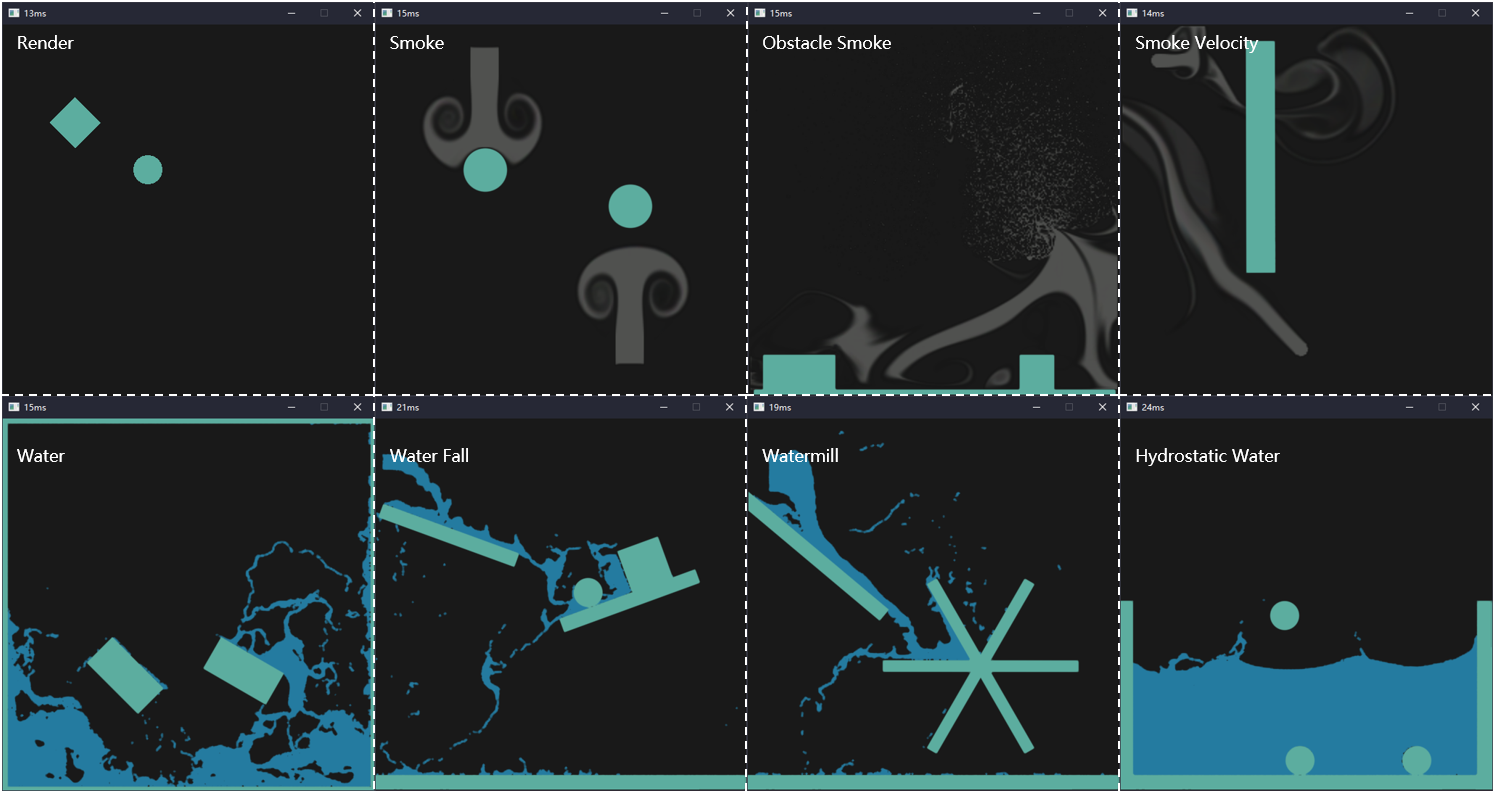 13ms
Render
15ms
Smoke
15ms
Obstacle Smoke
14ms
Smoke Velocity
15ms
Water
21ms
Water Fall
19ms
Watermill
24ms
Hydrostatic Water